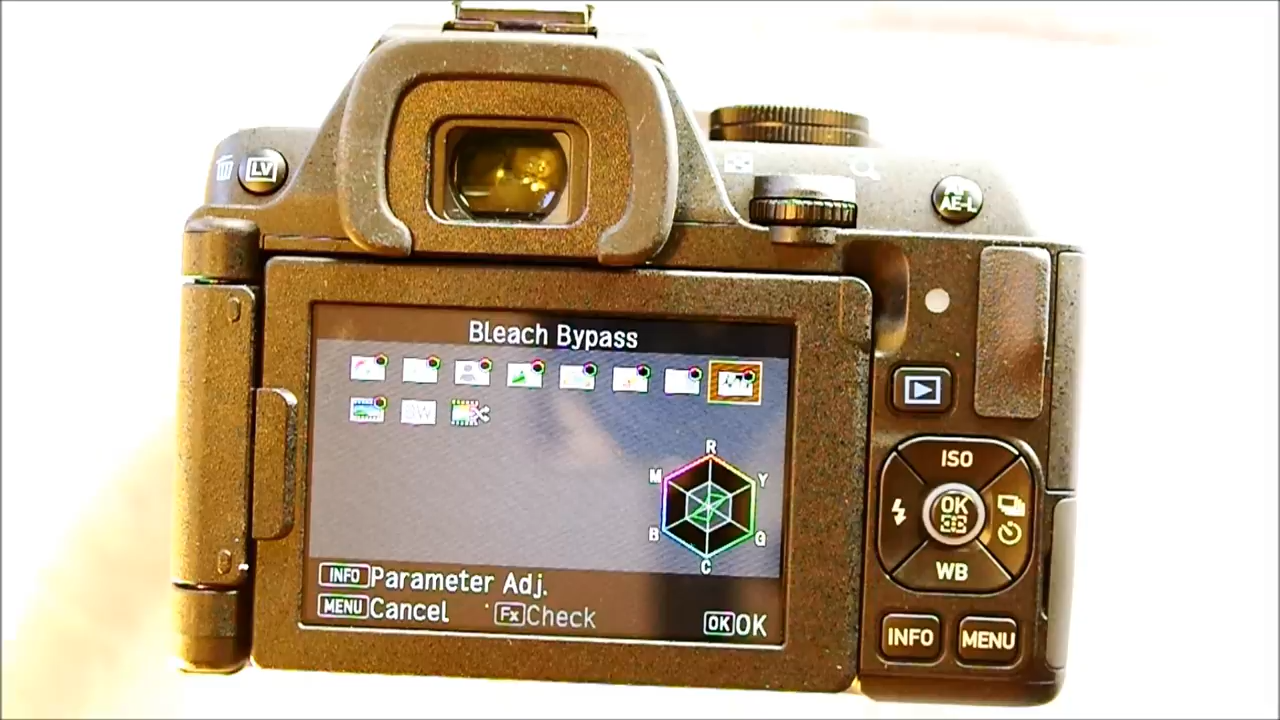 LV
AF/
AE-L
Bleach Bypass
BW
R
M
Y
B
G
C
INFO Parameter Adj.
MENU Cancel
Fx Check
OK OK
ISO
OK
WB
INFO
MENU